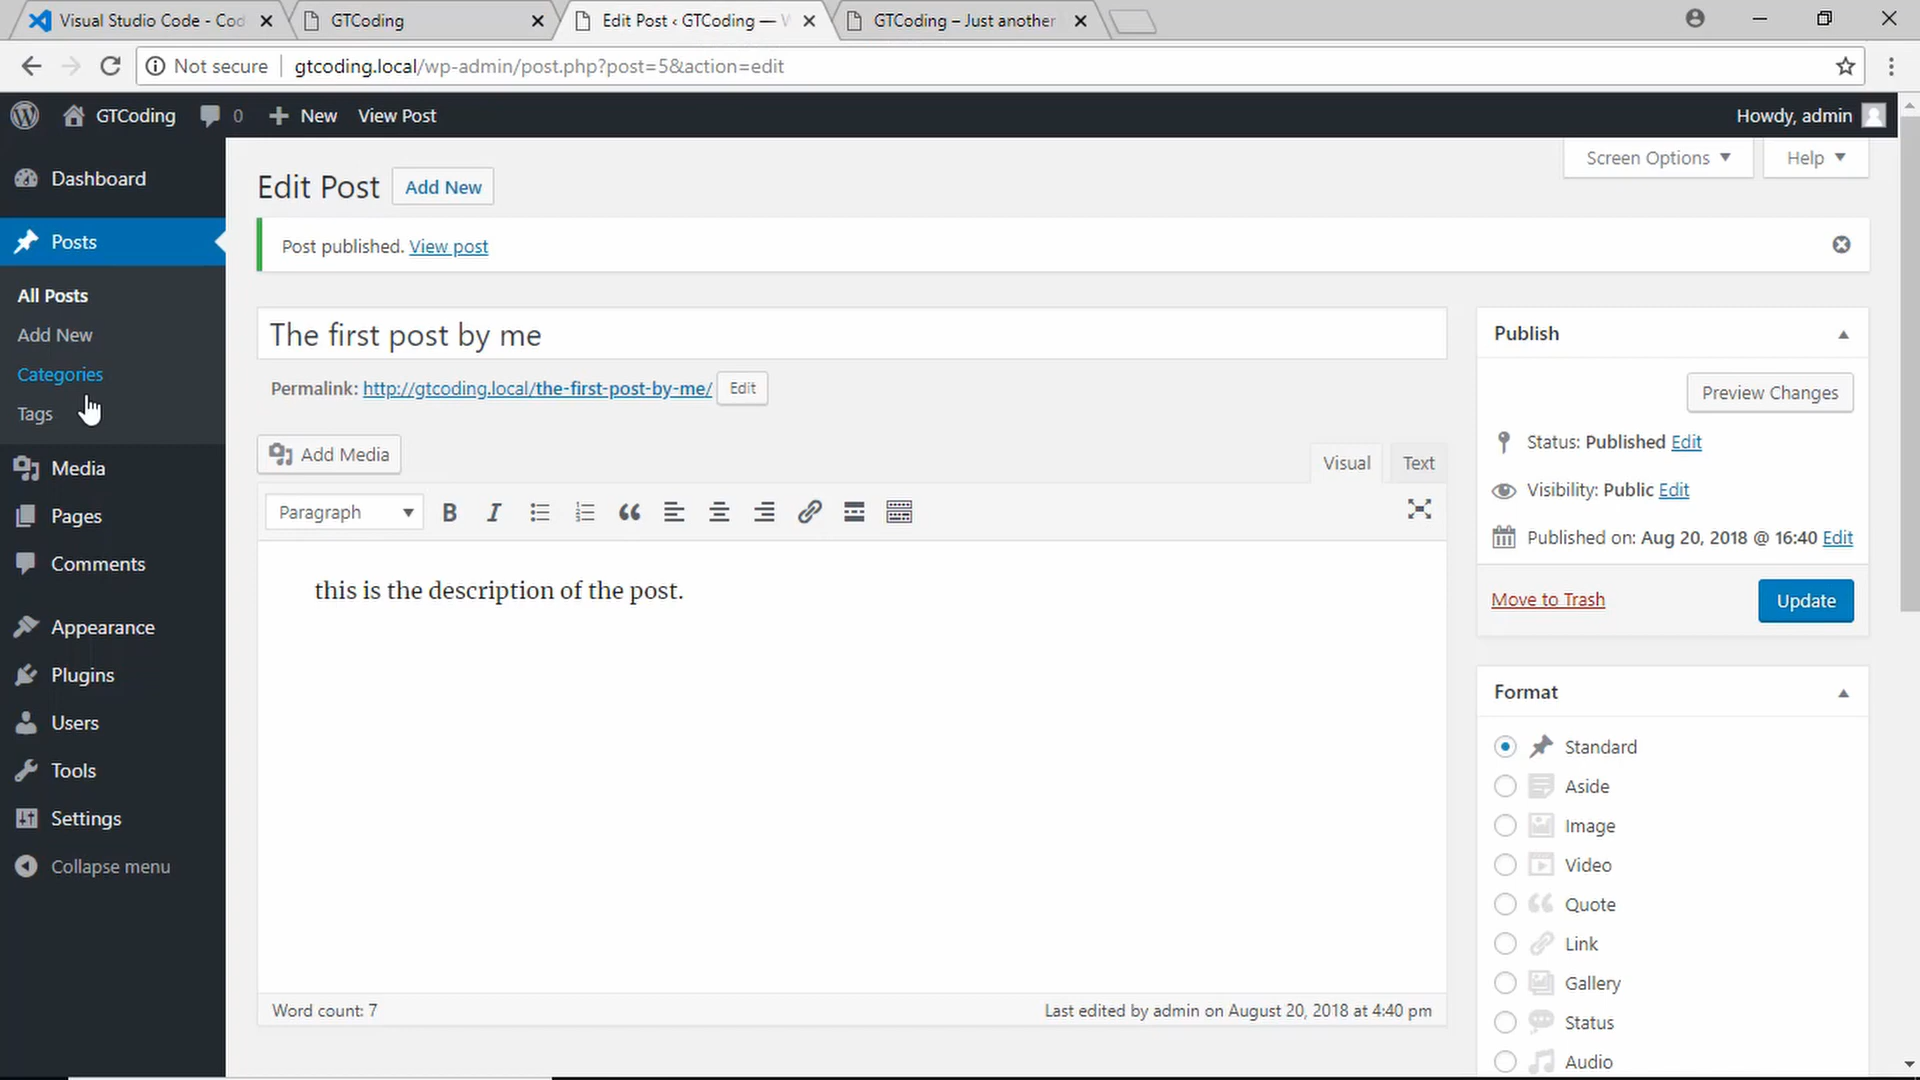 Visual Studio Code - Cod
GTCoding
Edit Post ‹ GTCoding — W
GTCoding – Just another
Not secure
gtcoding.local/wp-admin/post.php?post=5&action=edit
GTCoding
0
New
View Post
Howdy, admin
Screen Options
Help
Dashboard
Posts
All Posts
Add New
Categories
Tags
Media
Pages
Comments
Appearance
Plugins
Users
Tools
Settings
Collapse menu
Edit Post
Add New
Post published. View post
The first post by me
Permalink: http://gtcoding.local/the-first-post-by-me/ Edit
Add Media
Visual
Text
Paragraph
this is the description of the post.
Word count: 7
Last edited by admin on August 20, 2018 at 4:40 pm
Publish
Preview Changes
Status: Published Edit
Visibility: Public Edit
Published on: Aug 20, 2018 @ 16:40 Edit
Move to Trash
Update
Format
Standard
Aside
Image
Video
Quote
Link
Gallery
Status
Audio